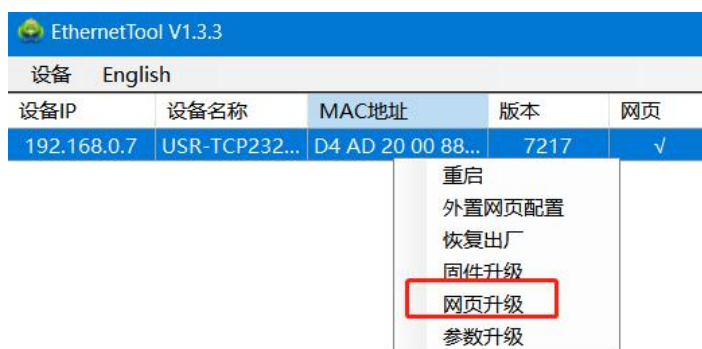 EthernetTool V1.3.3
设备 English
设备IP 设备名称 MAC地址 版本 网页
192.168.0.7 USR-TCP232... D4 AD 20 00 88... 7217 √
重启
外置网页配置
恢复出厂
固件升级
网页升级
参数升级